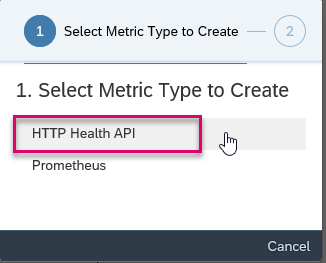 1 Select Metric Type to Create 2
1. Select Metric Type to Create
HTTP Health API
Prometheus
Cancel